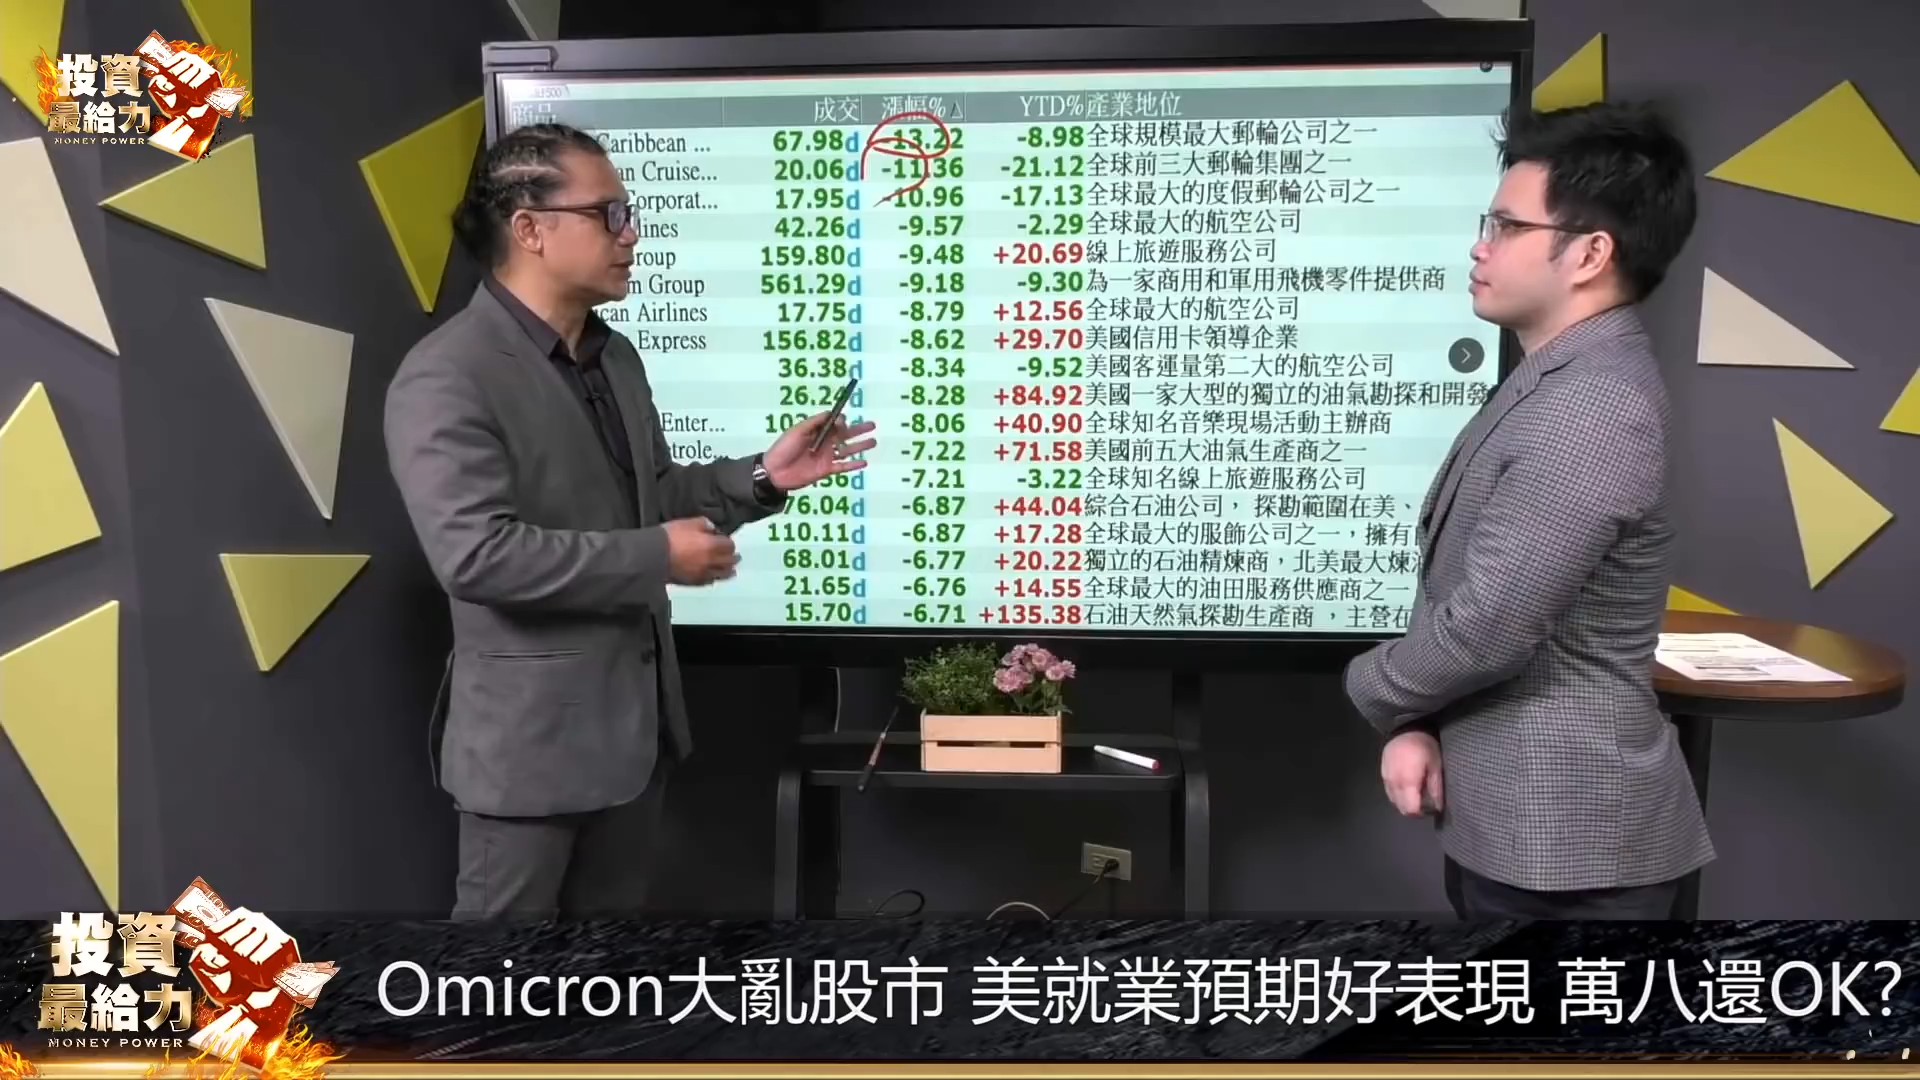 投資
最給力
MONEY POWER
成交 漲幅% YTD% 產業地位
Caribbean ... 67.98d -13.22 -8.98 全球規模最大郵輪公司之一
an Cruise... 20.06d -11.36 -21.12 全球前三大郵輪集團之一
Corporat... 17.95d -10.96 -17.13 全球最大的度假郵輪公司之一
lines 42.26d -9.57 -2.29 全球最大的航空公司
roup 159.80d -9.48 +20.69 線上旅遊服務公司
m Group 561.29d -9.18 -9.30 為一家商用和軍用飛機零件提供商
can Airlines 17.75d -8.79 +12.56 全球最大的航空公司
Express 156.82d -8.62 +29.70 美國信用卡領導企業
36.38d -8.34 -9.52 美國客運量第二大的航空公司
26.24d -8.28 +84.92 美國一家大型的獨立的油氣勘探和開發
Enter... -8.06 +40.90 全球知名音樂現場活動主辦商
trole... -7.22 +71.58 美國前五大油氣生產商之一
-7.21 -3.22 全球知名線上旅遊服務公司
76.04d -6.87 +44.04 綜合石油公司，探勘範圍在美、
110.11d -6.87 +17.28 全球最大的服飾公司之一，擁有
68.01d -6.77 +20.22 獨立的石油精煉商，北美最大煉
21.65d -6.76 +14.55 全球最大的油田服務供應商之一
15.70d -6.71 +135.38 石油天然氣探勘生產商，主營在
投資
最給力
MONEY POWER
Omicron大亂股市 美就業預期好表現 萬八還OK?